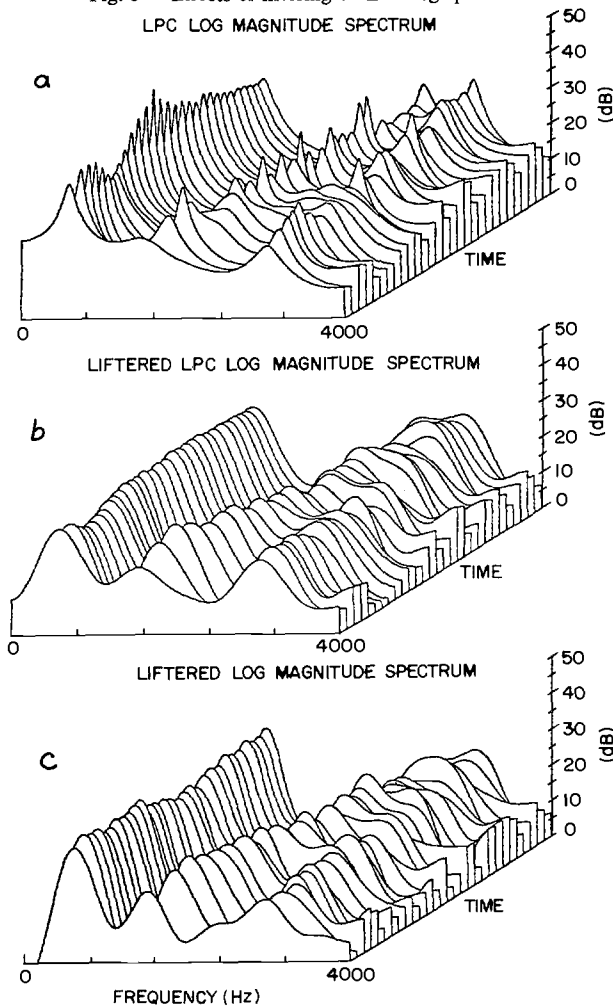 LPC LOG MAGNITUDE SPECTRUM
a
50
40
30
20
10
0
(dB)
TIME
0
4000
LIFTERED LPC LOG MAGNITUDE SPECTRUM
b
50
40
30
20
10
0
(dB)
TIME
0
4000
LIFTERED LOG MAGNITUDE SPECTRUM
c
50
40
30
20
10
0
(dB)
TIME
0
4000
FREQUENCY (Hz)